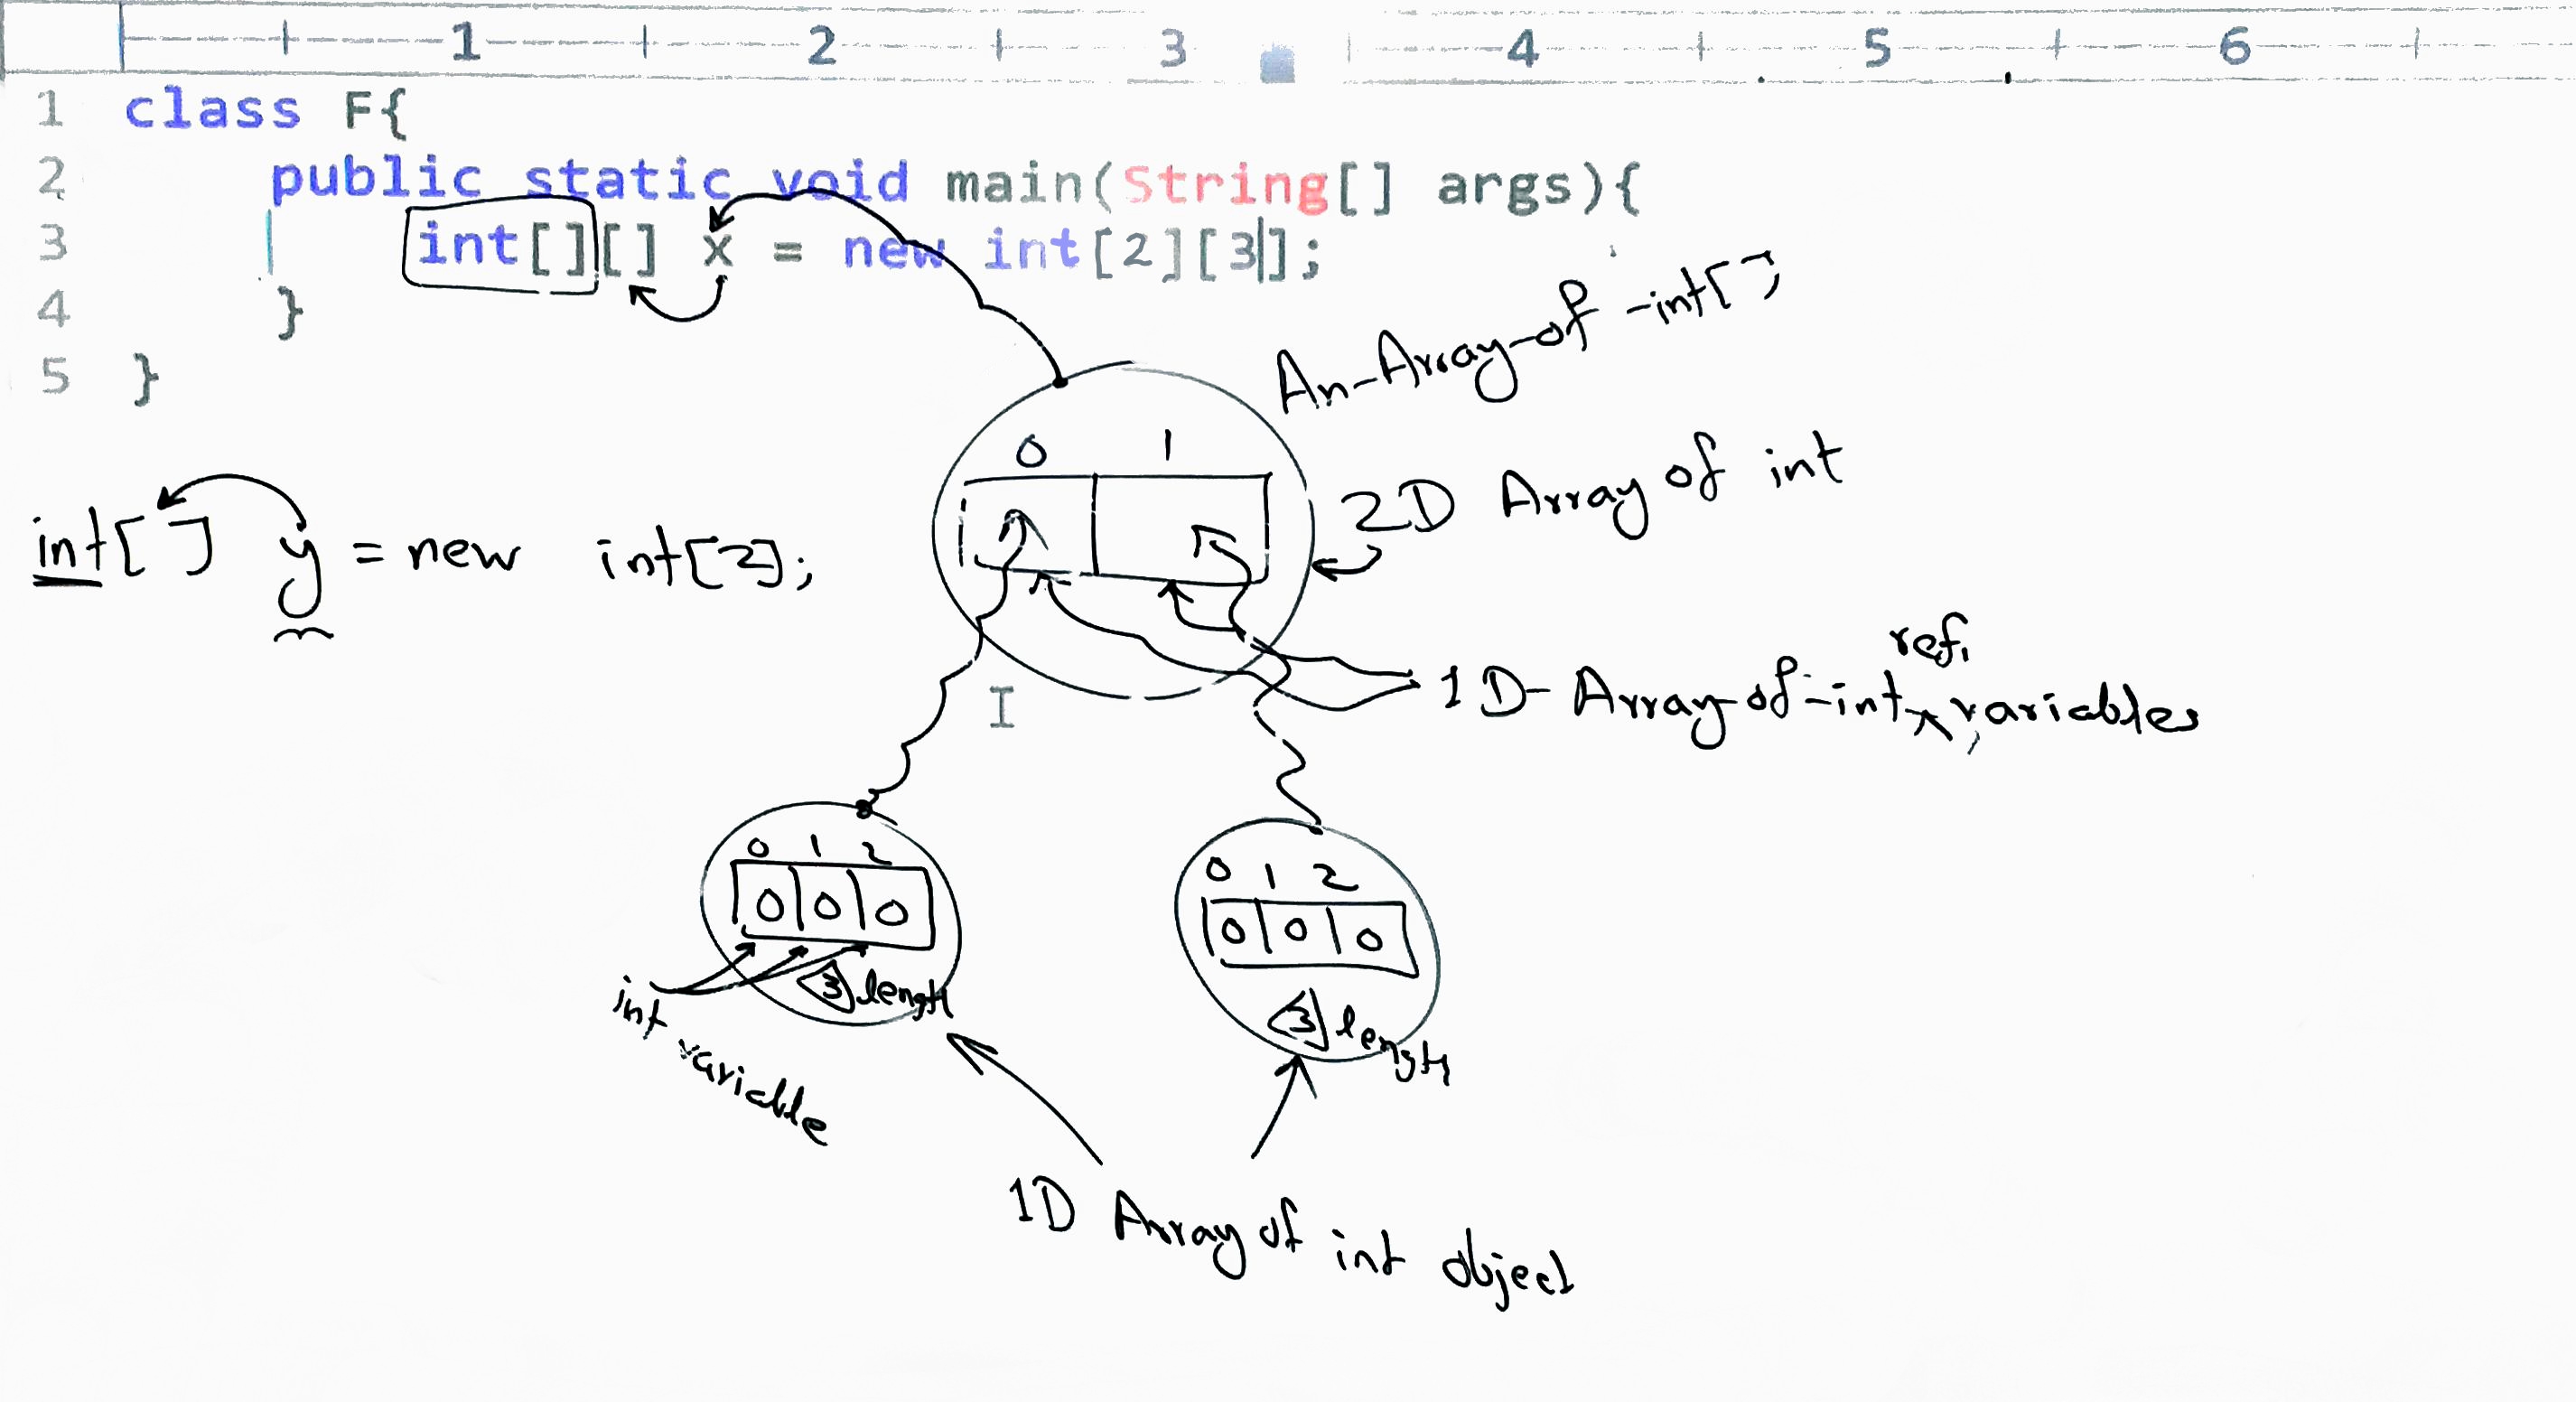 1 2 3 4 5 6
1 class F{
2 public static void main(String[] args){
3 int[][] x = new int[2][3];
4 }
5 }
An-Array-of-int[]
0 1
2D Array of int
int[] y = new int[2];
ref.
1D-Array-of-int variables
0 1 2
0 0 0
3 length
int variable
0 1 2
0 0 0
3 length
1D Array of int object